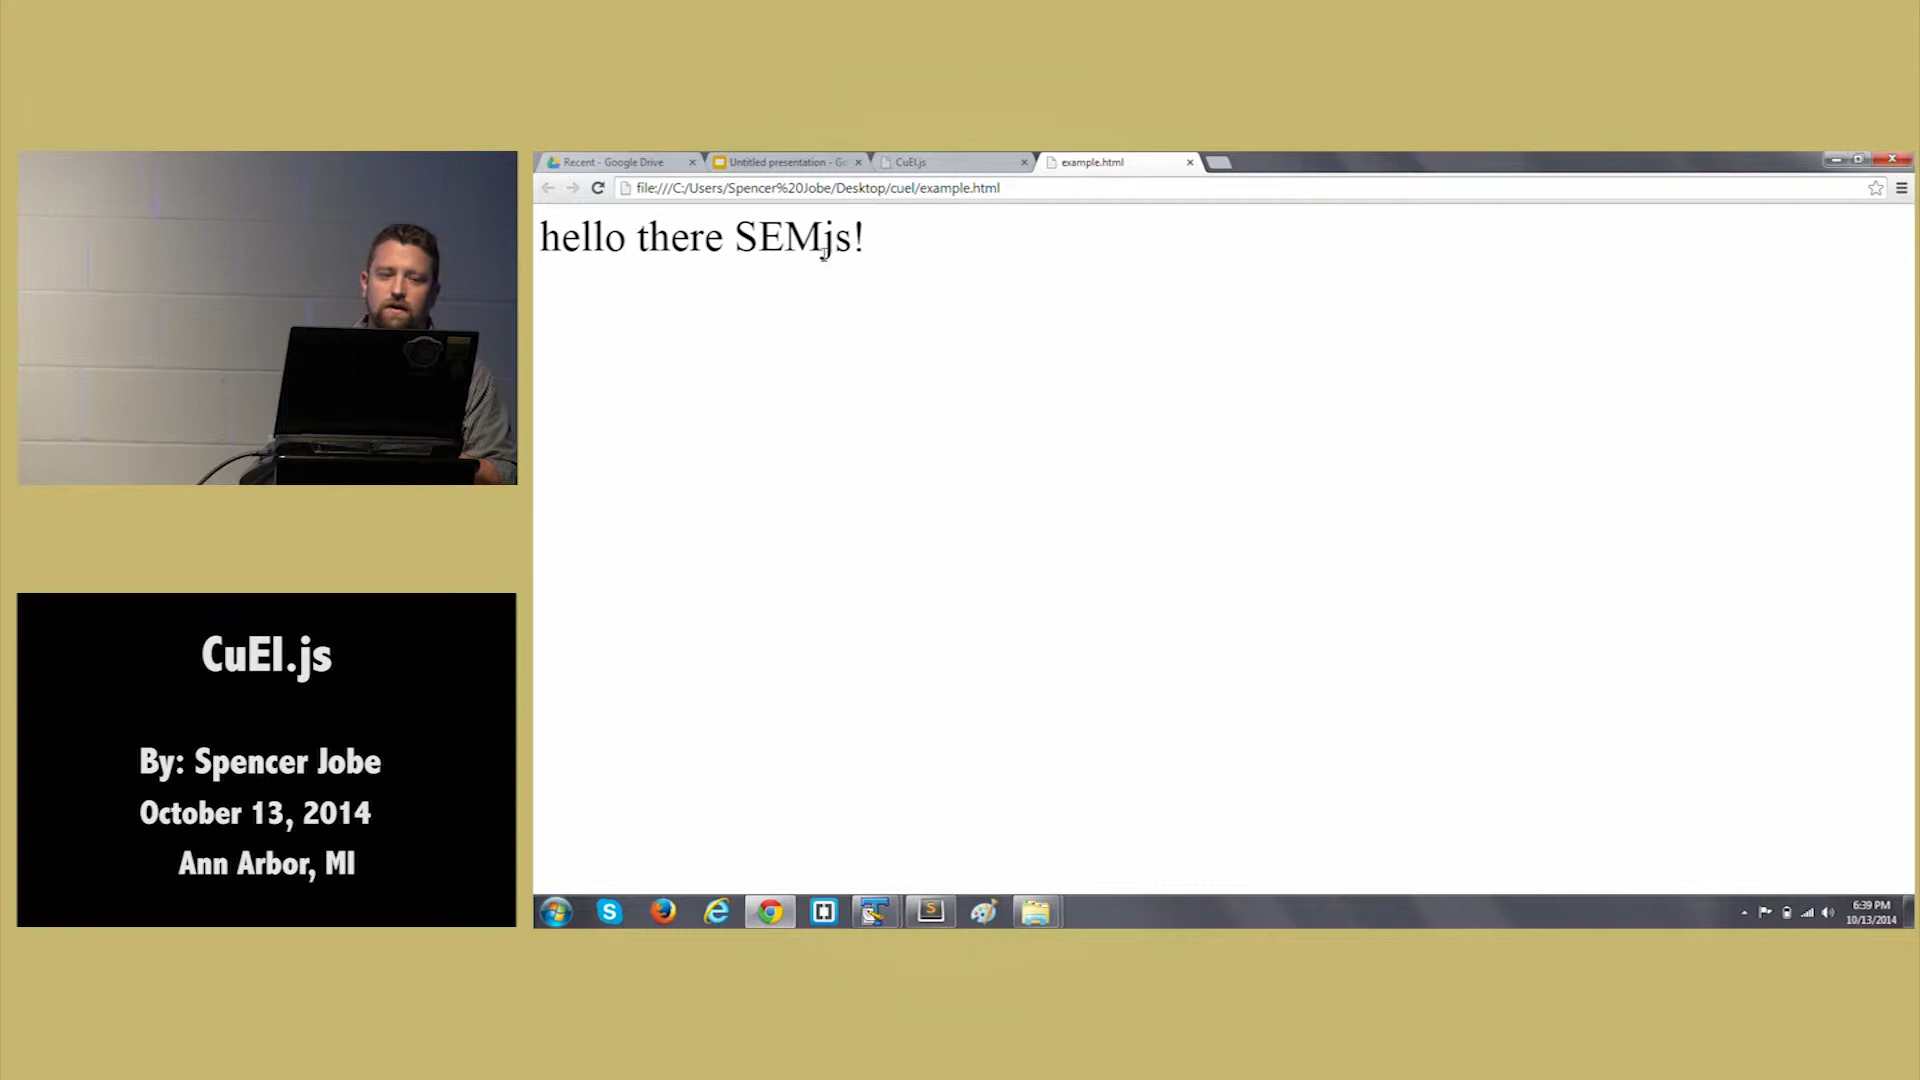 Recent - Google Drive
Untitled presentation - Go
CuEl.js
example.html
file:///C:/Users/Spencer%20Jobe/Desktop/cuel/example.html
hello there SEMjs!
CuEl.js
By: Spencer Jobe
October 13, 2014
Ann Arbor, MI
6:39 PM
10/13/2014